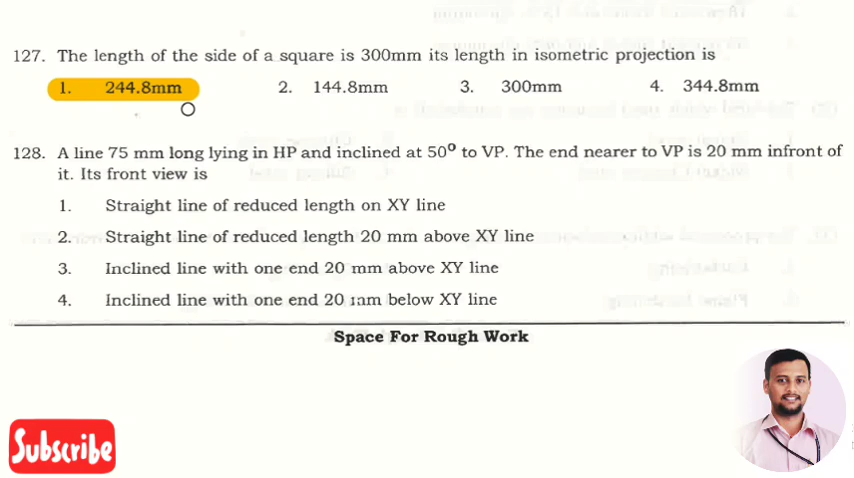 127. The length of the side of a square is 300mm its length in isometric projection is
1. 244.8mm 2. 144.8mm 3. 300mm 4. 344.8mm
128. A line 75 mm long lying in HP and inclined at 50⁰ to VP. The end nearer to VP is 20 mm infront of
it. Its front view is
1. Straight line of reduced length on XY line
2. Straight line of reduced length 20 mm above XY line
3. Inclined line with one end 20 mm above XY line
4. Inclined line with one end 20 ram below XY line
Space For Rough Work
Subscribe